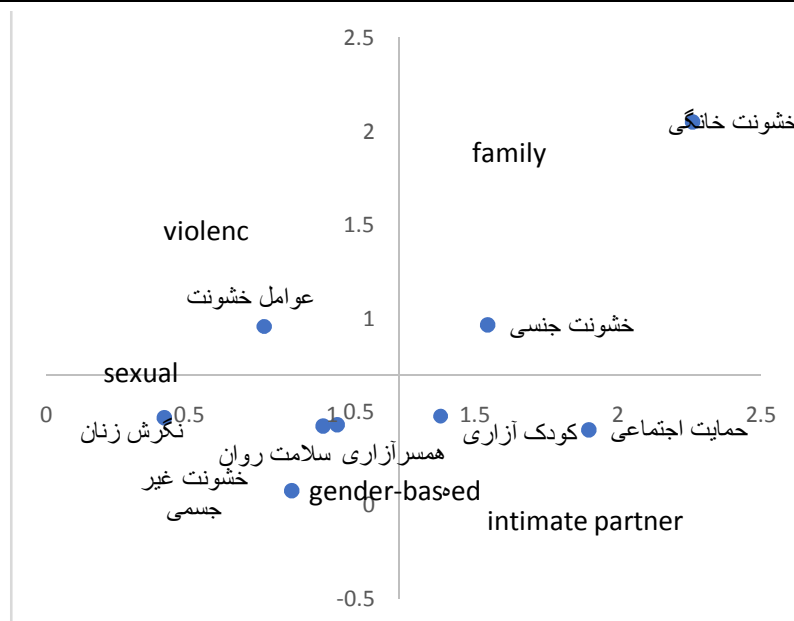 2.5
خشونت خانگی
2
family
1.5
violenc
عوامل خشونت
1
خشونت جنسی
sexual
0
0.5
1
0.5
1.5
2
2.5
نگرش زنان
سلامت روان
همسرآزاری
کودک آزاری
حمایت اجتماعی
خشونت غیر
جسمی
gender-based
0
intimate partner
-0.5